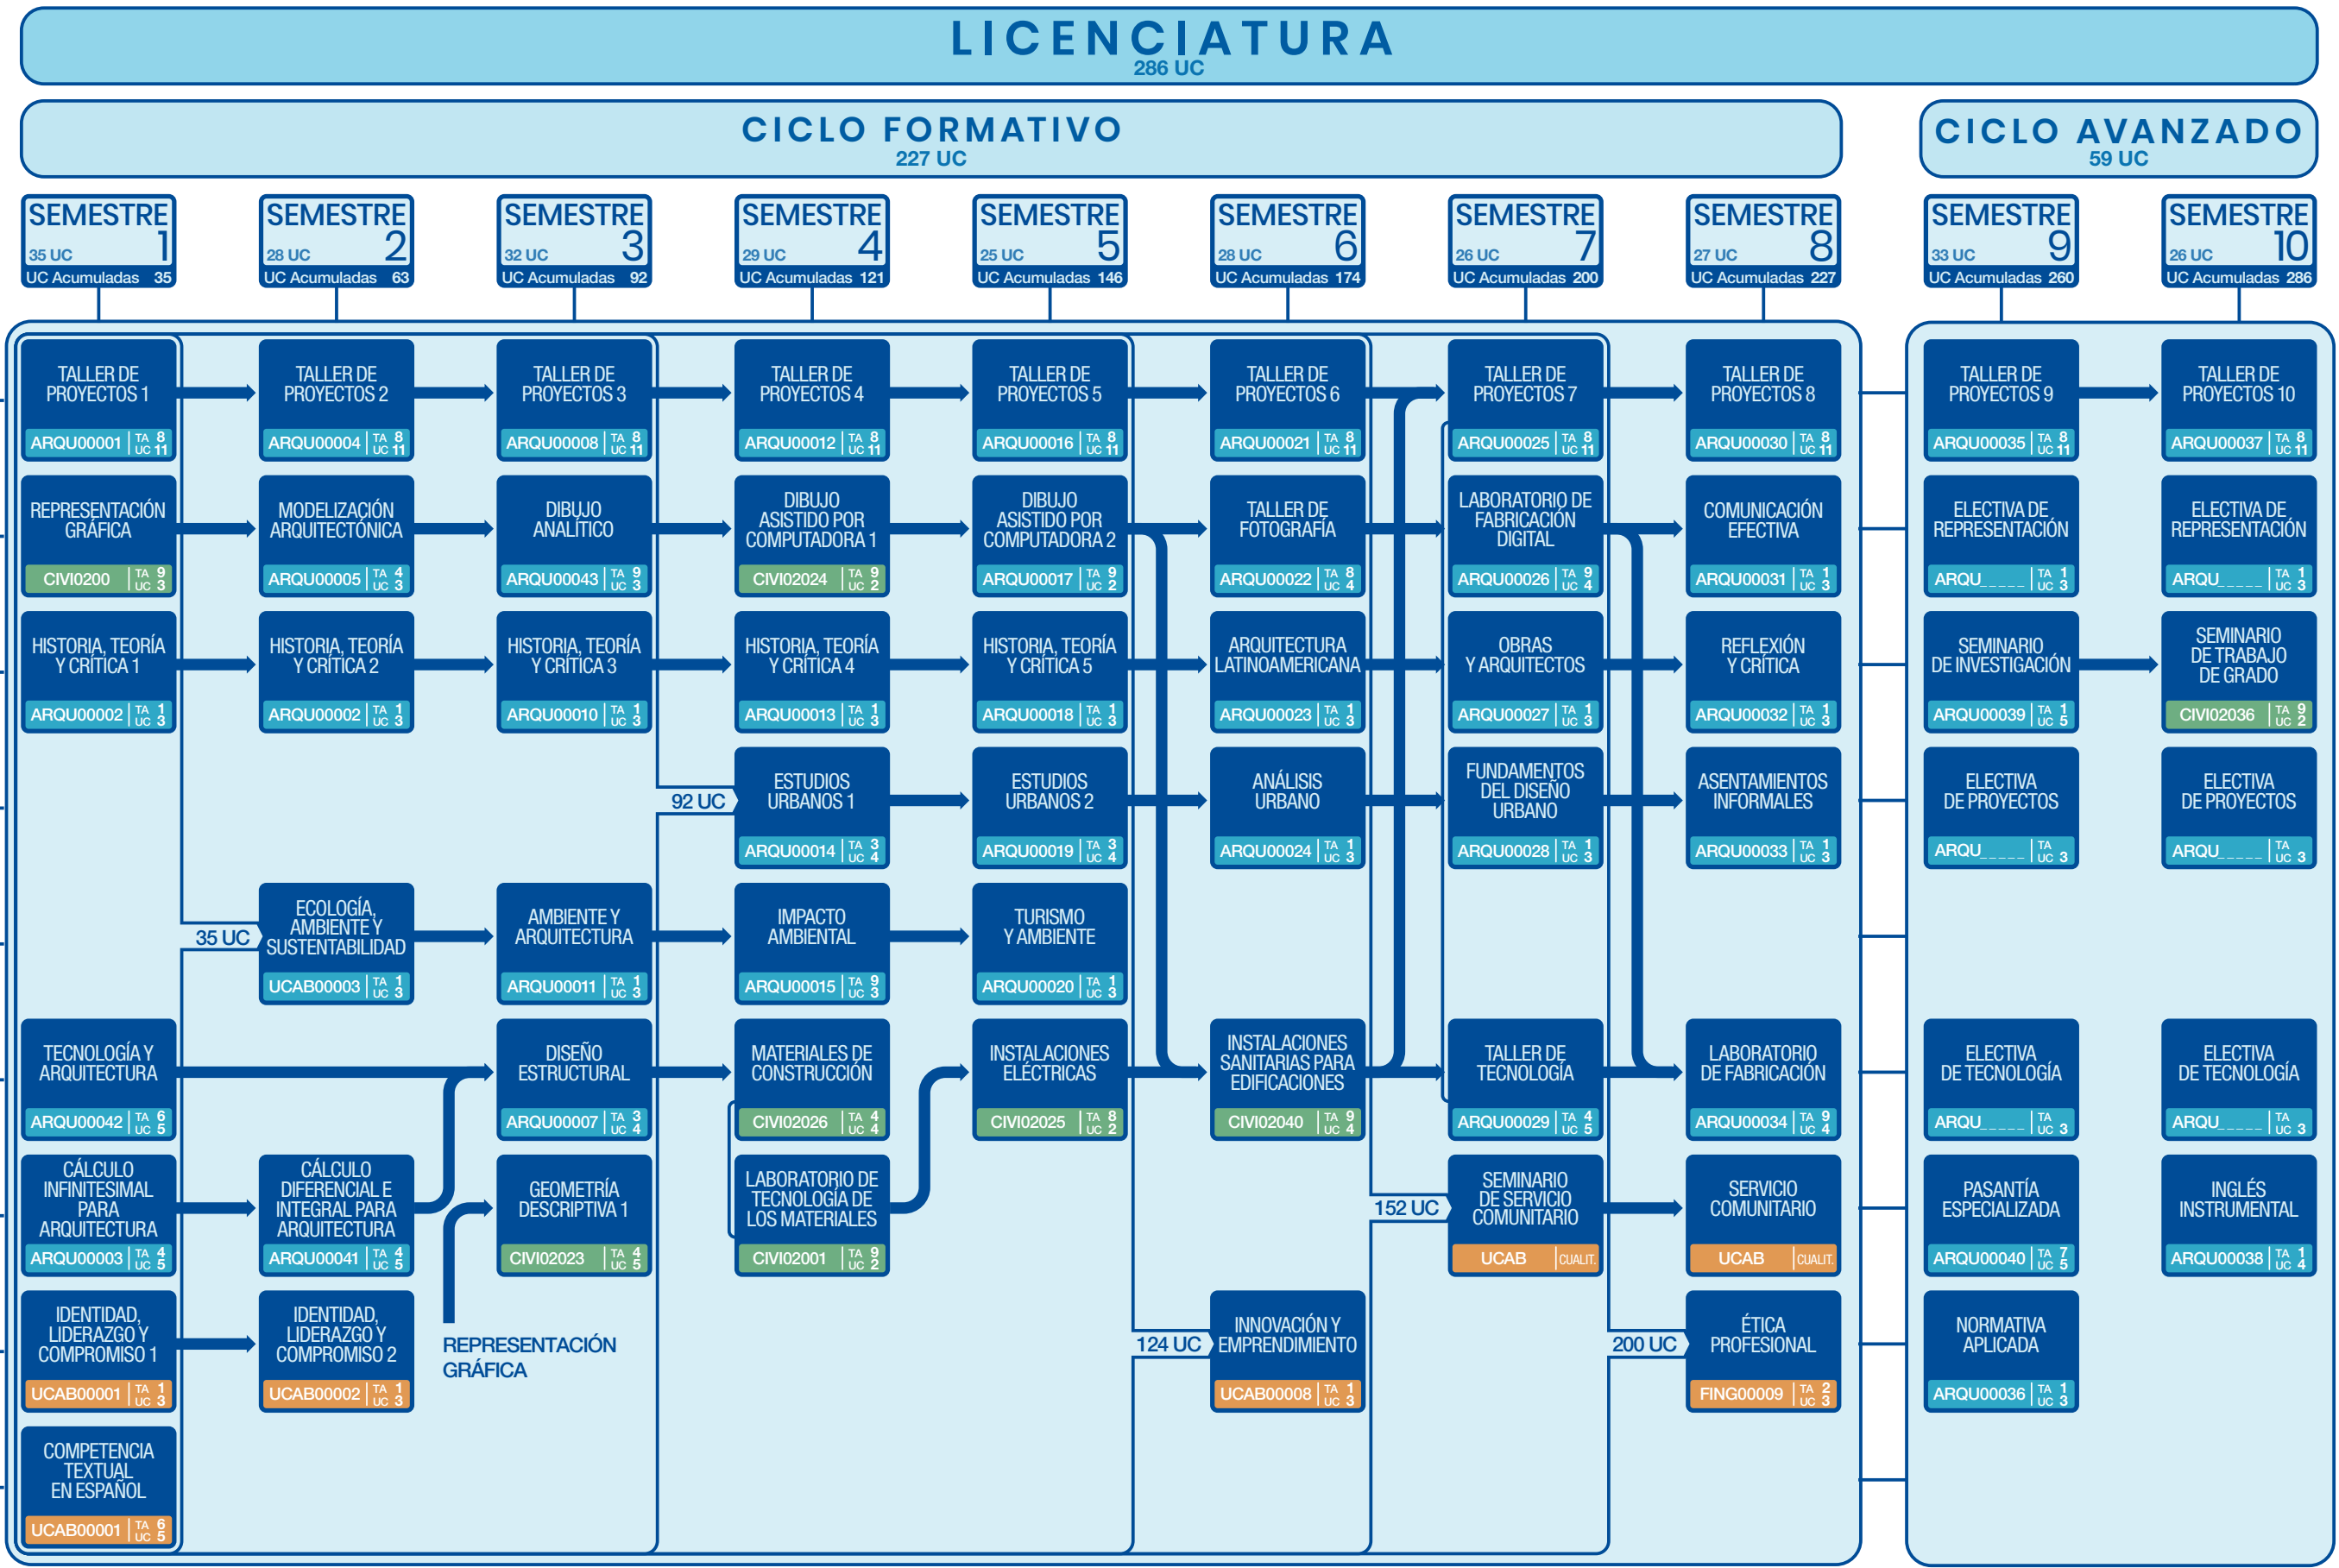 LICENCIATURA
286 UC
CICLO FORMATIVO
227 UC
CICLO AVANZADO
59 UC
SEMESTRE
35 UC 1
UC Acumuladas 35
SEMESTRE
28 UC 2
UC Acumuladas 63
SEMESTRE
32 UC 3
UC Acumuladas 92
SEMESTRE
29 UC 4
UC Acumuladas 121
SEMESTRE
25 UC 5
UC Acumuladas 146
SEMESTRE
28 UC 6
UC Acumuladas 174
SEMESTRE
26 UC 7
UC Acumuladas 200
SEMESTRE
27 UC 8
UC Acumuladas 227
SEMESTRE
33 UC 9
UC Acumuladas 260
SEMESTRE
26 UC 10
UC Acumuladas 286
TALLER DE
PROYECTOS 1
ARQU00001 TA 8
UC 11
TALLER DE
PROYECTOS 2
ARQU00004 TA 8
UC 11
TALLER DE
PROYECTOS 3
ARQU00008 TA 8
UC 11
TALLER DE
PROYECTOS 4
ARQU00012 TA 8
UC 11
TALLER DE
PROYECTOS 5
ARQU00016 TA 8
UC 11
TALLER DE
PROYECTOS 6
ARQU00021 TA 8
UC 11
TALLER DE
PROYECTOS 7
ARQU00025 TA 8
UC 11
TALLER DE
PROYECTOS 8
ARQU00030 TA 8
UC 11
TALLER DE
PROYECTOS 9
ARQU00035 TA 8
UC 11
TALLER DE
PROYECTOS 10
ARQU00037 TA 8
UC 11
REPRESENTACIÓN
GRÁFICA
CIVI0200 TA 9
UC 3
MODELIZACIÓN
ARQUITECTÓNICA
ARQU00005 TA 4
UC 3
DIBUJO
ANALÍTICO
ARQU00043 TA 9
UC 3
DIBUJO
ASISTIDO POR
COMPUTADORA 1
CIVI02024 TA 9
UC 2
DIBUJO
ASISTIDO POR
COMPUTADORA 2
ARQU00017 TA 9
UC 2
TALLER DE
FOTOGRAFÍA
ARQU00022 TA 8
UC 4
LABORATORIO DE
FABRICACIÓN
DIGITAL
ARQU00026 TA 9
UC 4
COMUNICACIÓN
EFECTIVA
ARQU00031 TA 1
UC 3
ELECTIVA DE
REPRESENTACIÓN
ARQU_____ TA 1
UC 3
ELECTIVA DE
REPRESENTACIÓN
ARQU_____ TA 1
UC 3
HISTORIA, TEORÍA
Y CRÍTICA 1
ARQU00002 TA 1
UC 3
HISTORIA, TEORÍA
Y CRÍTICA 2
ARQU00002 TA 1
UC 3
HISTORIA, TEORÍA
Y CRÍTICA 3
ARQU00010 TA 1
UC 3
HISTORIA, TEORÍA
Y CRÍTICA 4
ARQU00013 TA 1
UC 3
HISTORIA, TEORÍA
Y CRÍTICA 5
ARQU00018 TA 1
UC 3
ARQUITECTURA
LATINOAMERICANA
ARQU00023 TA 1
UC 3
OBRAS
Y ARQUITECTOS
ARQU00027 TA 1
UC 3
REFLEXIÓN
Y CRÍTICA
ARQU00032 TA 1
UC 3
SEMINARIO
DE INVESTIGACIÓN
ARQU00039 TA 1
UC 5
SEMINARIO
DE TRABAJO
DE GRADO
CIVI02036 TA 9
UC 2
92 UC
ESTUDIOS
URBANOS 1
ARQU00014 TA 3
UC 4
ESTUDIOS
URBANOS 2
ARQU00019 TA 3
UC 4
ANÁLISIS
URBANO
ARQU00024 TA 1
UC 3
FUNDAMENTOS
DEL DISEÑO
URBANO
ARQU00028 TA 1
UC 3
ASENTAMIENTOS
INFORMALES
ARQU00033 TA 1
UC 3
ELECTIVA
DE PROYECTOS
ARQU_____ TA
UC 3
ELECTIVA
DE PROYECTOS
ARQU_____ TA
UC 3
35 UC
ECOLOGÍA,
AMBIENTE Y
SUSTENTABILIDAD
UCAB00003 TA 1
UC 3
AMBIENTE Y
ARQUITECTURA
ARQU00011 TA 1
UC 3
IMPACTO
AMBIENTAL
ARQU00015 TA 9
UC 3
TURISMO
Y AMBIENTE
ARQU00020 TA 1
UC 3
TECNOLOGÍA Y
ARQUITECTURA
ARQU00042 TA 6
UC 5
DISEÑO
ESTRUCTURAL
ARQU00007 TA 3
UC 4
MATERIALES DE
CONSTRUCCIÓN
CIVI02026 TA 4
UC 4
INSTALACIONES
ELÉCTRICAS
CIVI02025 TA 8
UC 2
INSTALACIONES
SANITARIAS PARA
EDIFICACIONES
CIVI02040 TA 9
UC 4
TALLER DE
TECNOLOGÍA
ARQU00029 TA 4
UC 5
LABORATORIO
DE FABRICACIÓN
ARQU00034 TA 9
UC 4
ELECTIVA
DE TECNOLOGÍA
ARQU_____ TA
UC 3
ELECTIVA
DE TECNOLOGÍA
ARQU_____ TA
UC 3
CÁLCULO
INFINITESIMAL
PARA
ARQUITECTURA
ARQU00003 TA 4
UC 5
CÁLCULO
DIFERENCIAL E
INTEGRAL PARA
ARQUITECTURA
ARQU00041 TA 4
UC 5
GEOMETRÍA
DESCRIPTIVA 1
CIVI02023 TA 4
UC 5
LABORATORIO DE
TECNOLOGÍA DE
LOS MATERIALES
CIVI02001 TA 9
UC 2
152 UC
SEMINARIO
DE SERVICIO
COMUNITARIO
UCAB CUALIT.
SERVICIO
COMUNITARIO
UCAB CUALIT.
PASANTÍA
ESPECIALIZADA
ARQU00040 TA 7
UC 5
INGLÉS
INSTRUMENTAL
ARQU00038 TA 1
UC 4
IDENTIDAD,
LIDERAZGO Y
COMPROMISO 1
UCAB00001 TA 1
UC 3
IDENTIDAD,
LIDERAZGO Y
COMPROMISO 2
UCAB00002 TA 1
UC 3
REPRESENTACIÓN
GRÁFICA
124 UC
INNOVACIÓN Y
EMPRENDIMIENTO
UCAB00008 TA 1
UC 3
200 UC
ÉTICA
PROFESIONAL
FING00009 TA 2
UC 3
NORMATIVA
APLICADA
ARQU00036 TA 1
UC 3
COMPETENCIA
TEXTUAL
EN ESPAÑOL
UCAB00001 TA 6
UC 5